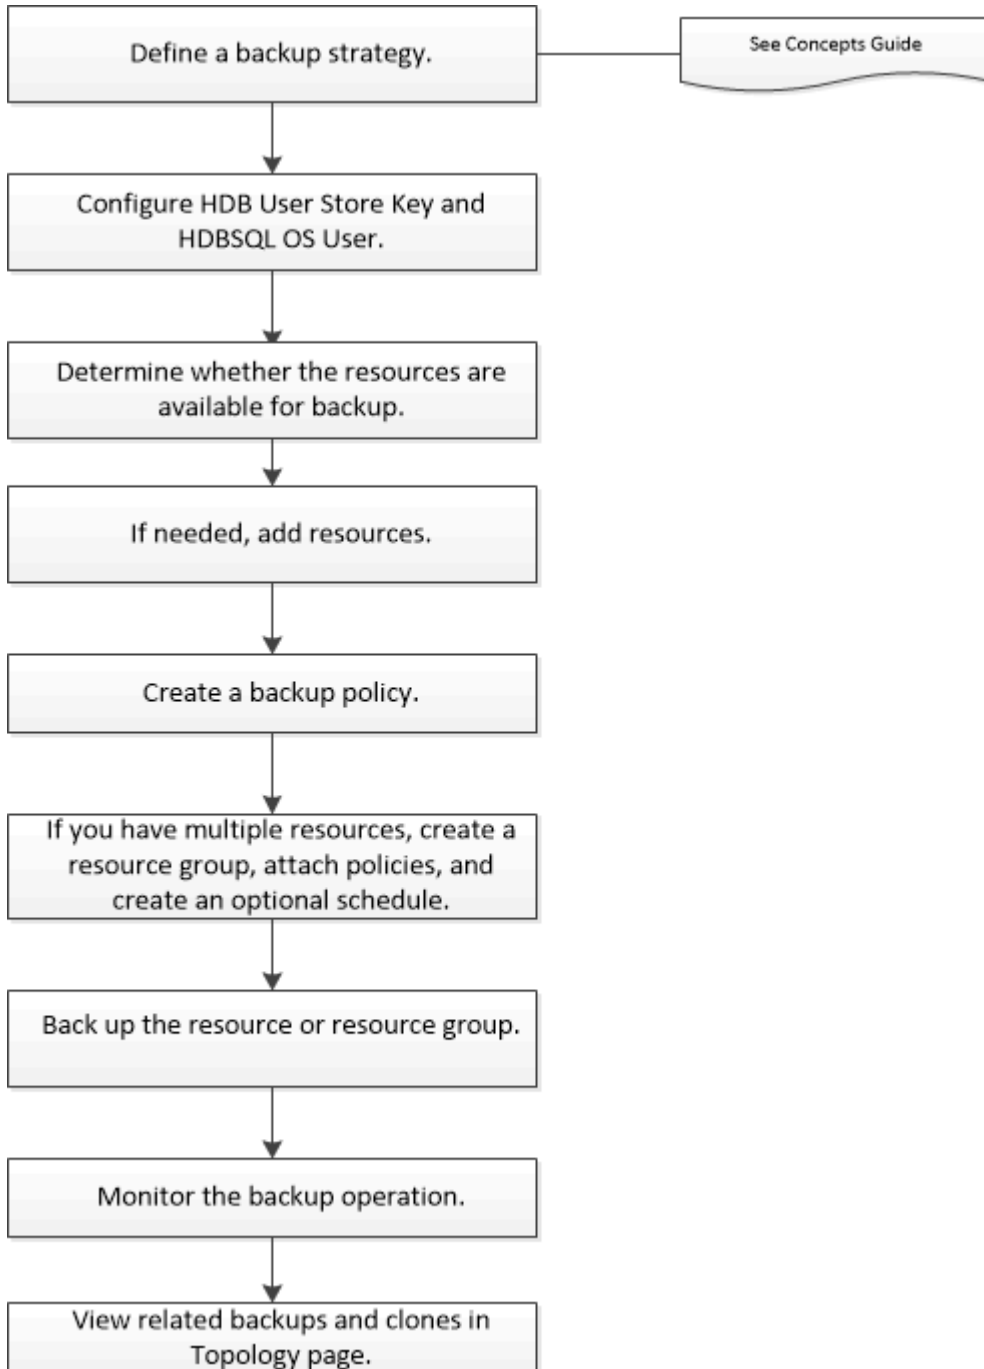 Define a backup strategy.
See Concepts Guide
Configure HDB User Store Key and
HDBSQL OS User.
Determine whether the resources are
available for backup.
If needed, add resources.
Create a backup policy.
If you have multiple resources, create a
resource group, attach policies, and
create an optional schedule.
Back up the resource or resource group.
Monitor the backup operation.
View related backups and clones in
Topology page.